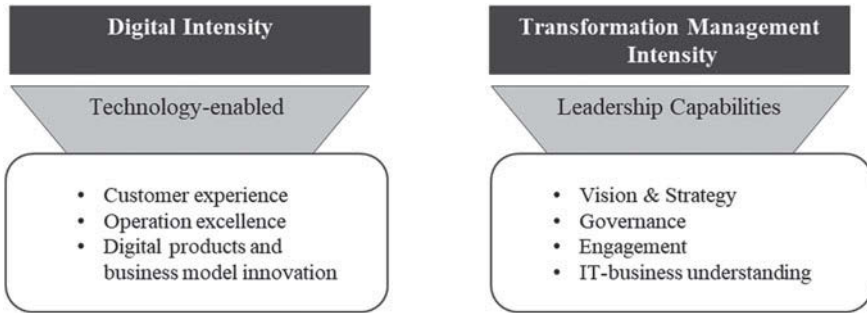 Digital Intensity
Technology-enabled
• Customer experience
• Operation excellence
• Digital products and
business model innovation
Transformation Management
Intensity
Leadership Capabilities
• Vision & Strategy
• Governance
• Engagement
• IT-business understanding